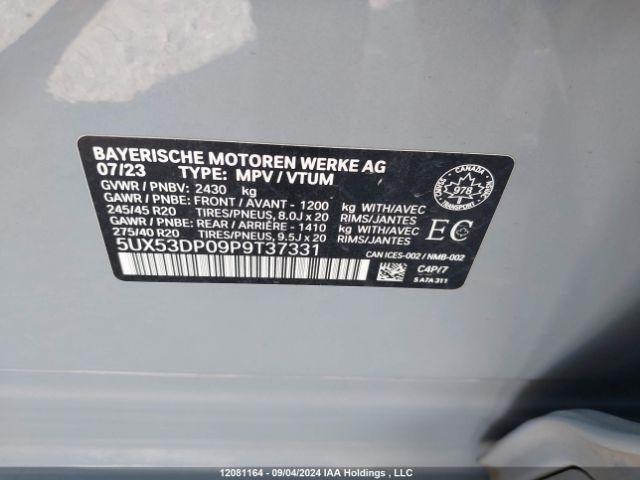 BAYERISCHE MOTOREN WERKE AG
07/23 TYPE: MPV / VTUM
GVWR / PNBV: 2430 kg
GAWR / PNBE: FRONT / AVANT - 1200 kg WITH/AVEC
245/45 R20 TIRES/PNEUS, 8.0J x 20 RIMS/JANTES
GAWR / PNBE: REAR / ARRIÈRE - 1410 kg WITH/AVEC
275/40 R20 TIRES/PNEUS, 9.5J x 20 RIMS/JANTES
5UX53DP09P9T37331
CANADA
978
EC
CAN ICES-002 / NMB-002
C4P/7
S A7A 311
12081164 - 09/04/2024 IAA Holdings , LLC